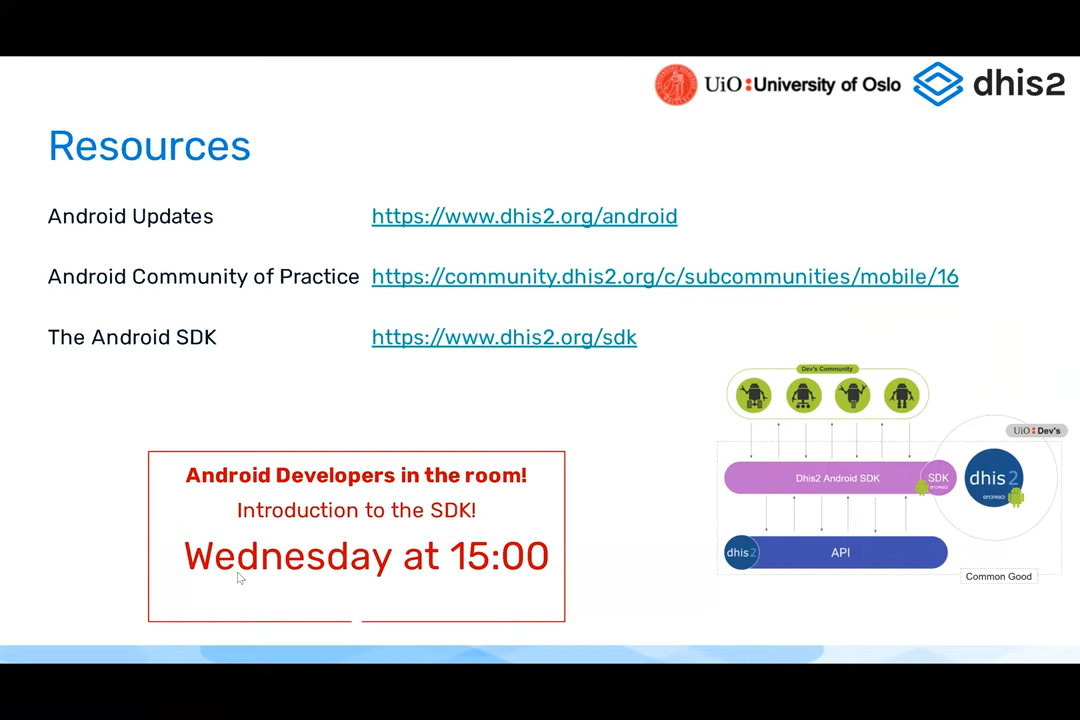 UiO:University of Oslo dhis2
Resources
Android Updates https://www.dhis2.org/android
Android Community of Practice https://community.dhis2.org/c/subcommunities/mobile/16
The Android SDK https://www.dhis2.org/sdk
Dev's Community
UiO:Dev's
Dhis2 Android SDK
SDK
android
dhis2
android
dhis2
API
Common Good
Android Developers in the room!
Introduction to the SDK!
Wednesday at 15:00